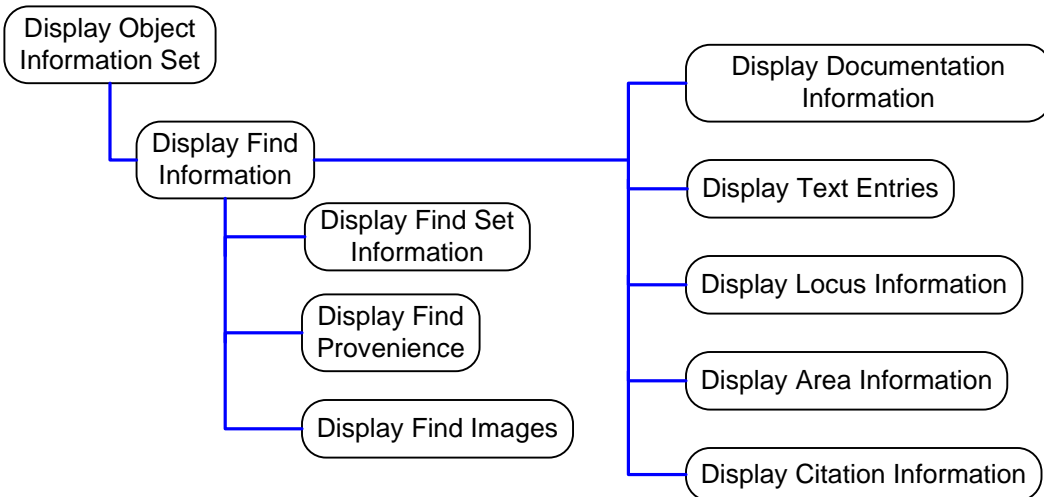 Display Object
Information Set
Display Find
Information
Display Find Set
Information
Display Find
Provenience
Display Find Images
Display Documentation
Information
Display Text Entries
Display Locus Information
Display Area Information
Display Citation Information